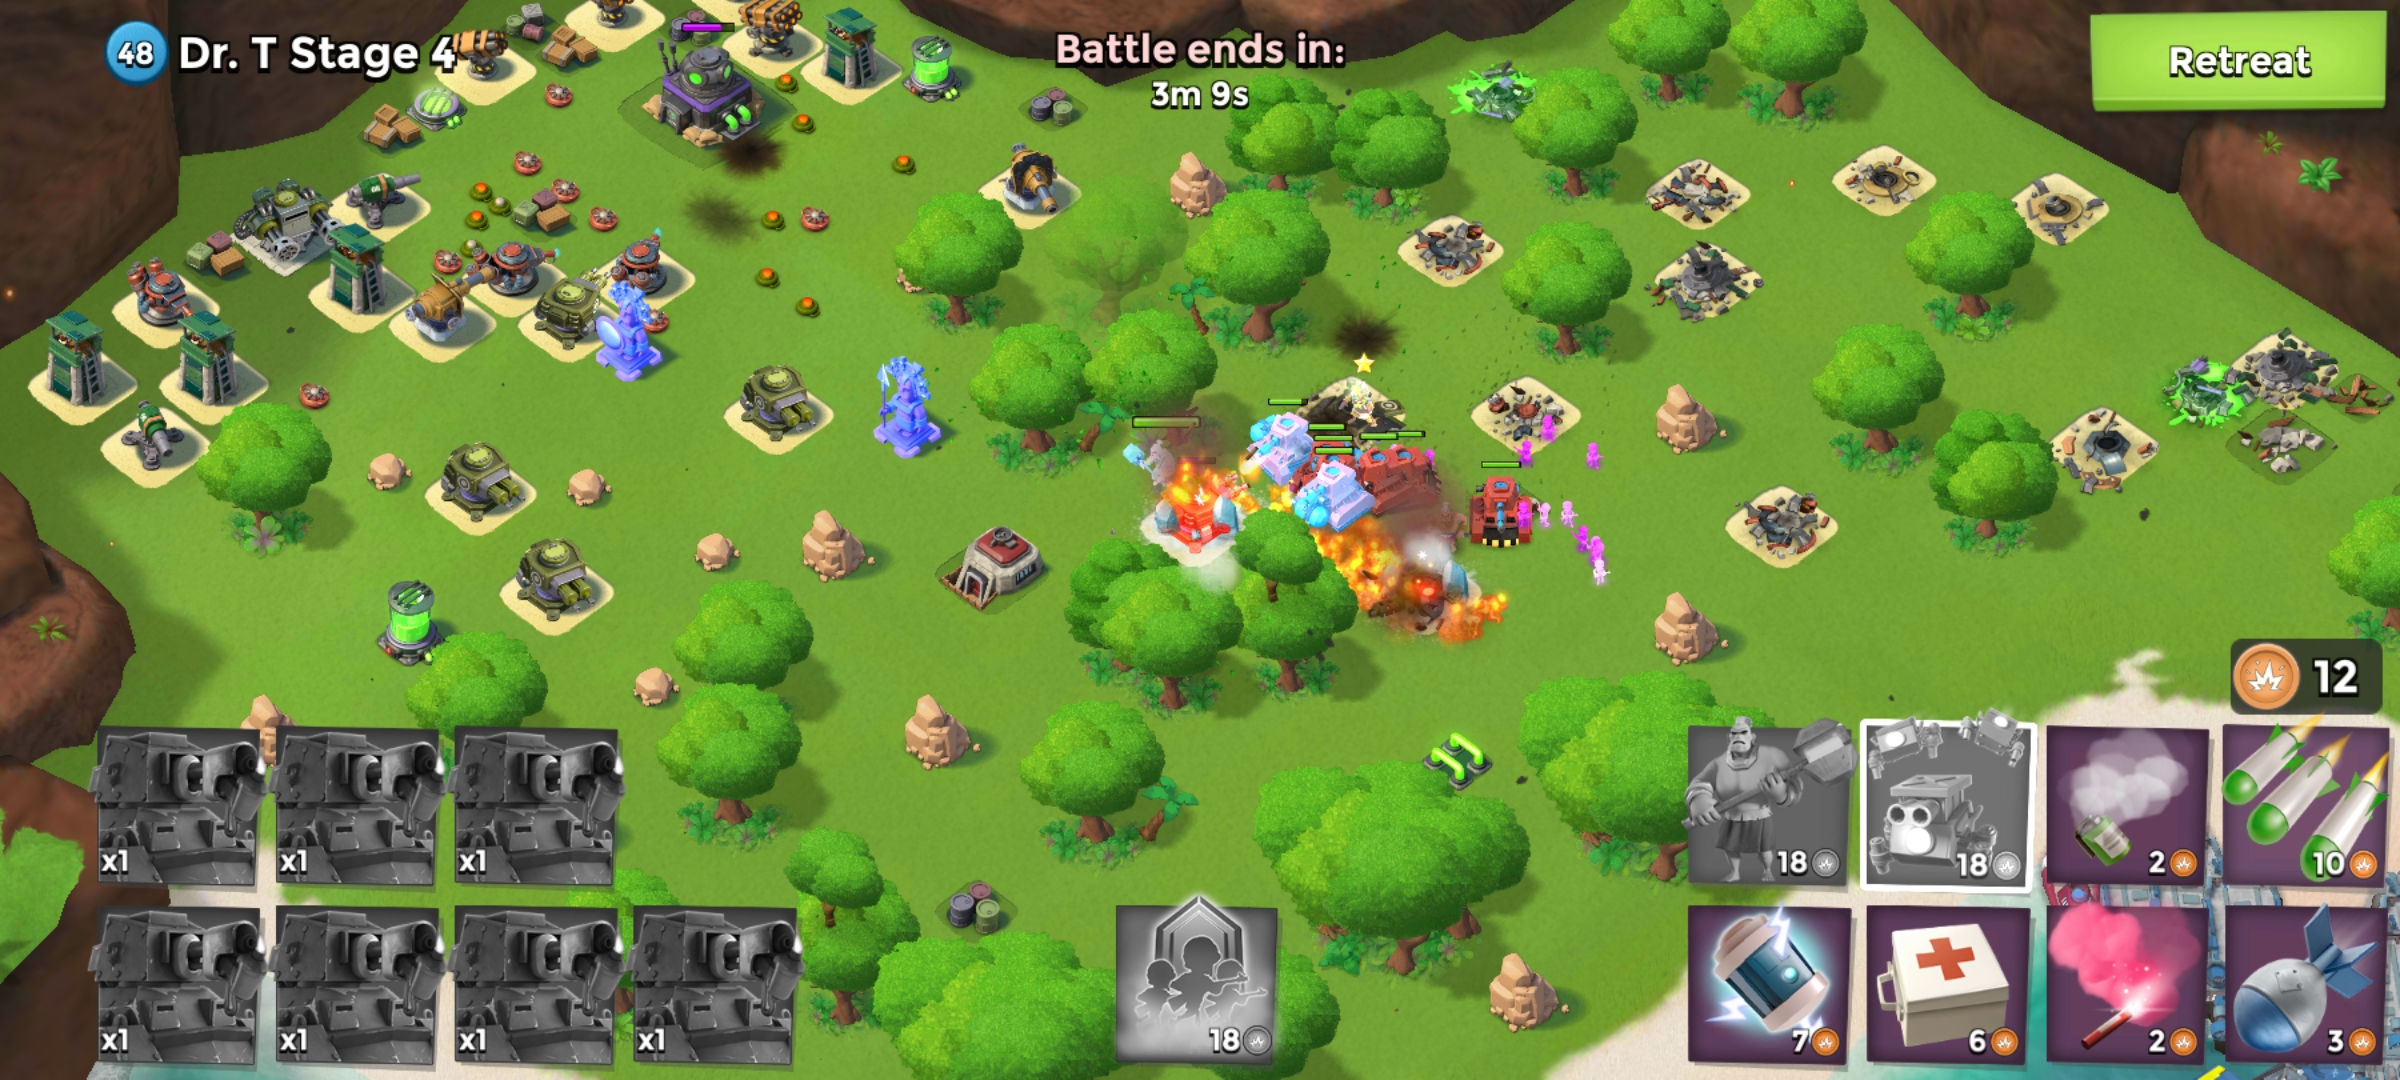 48 Dr. T Stage 4
Battle ends in:
3m 9s
Retreat
12
x1 x1 x1
18 18 2 10
x1 x1 x1 x1
18
7 6 2 3